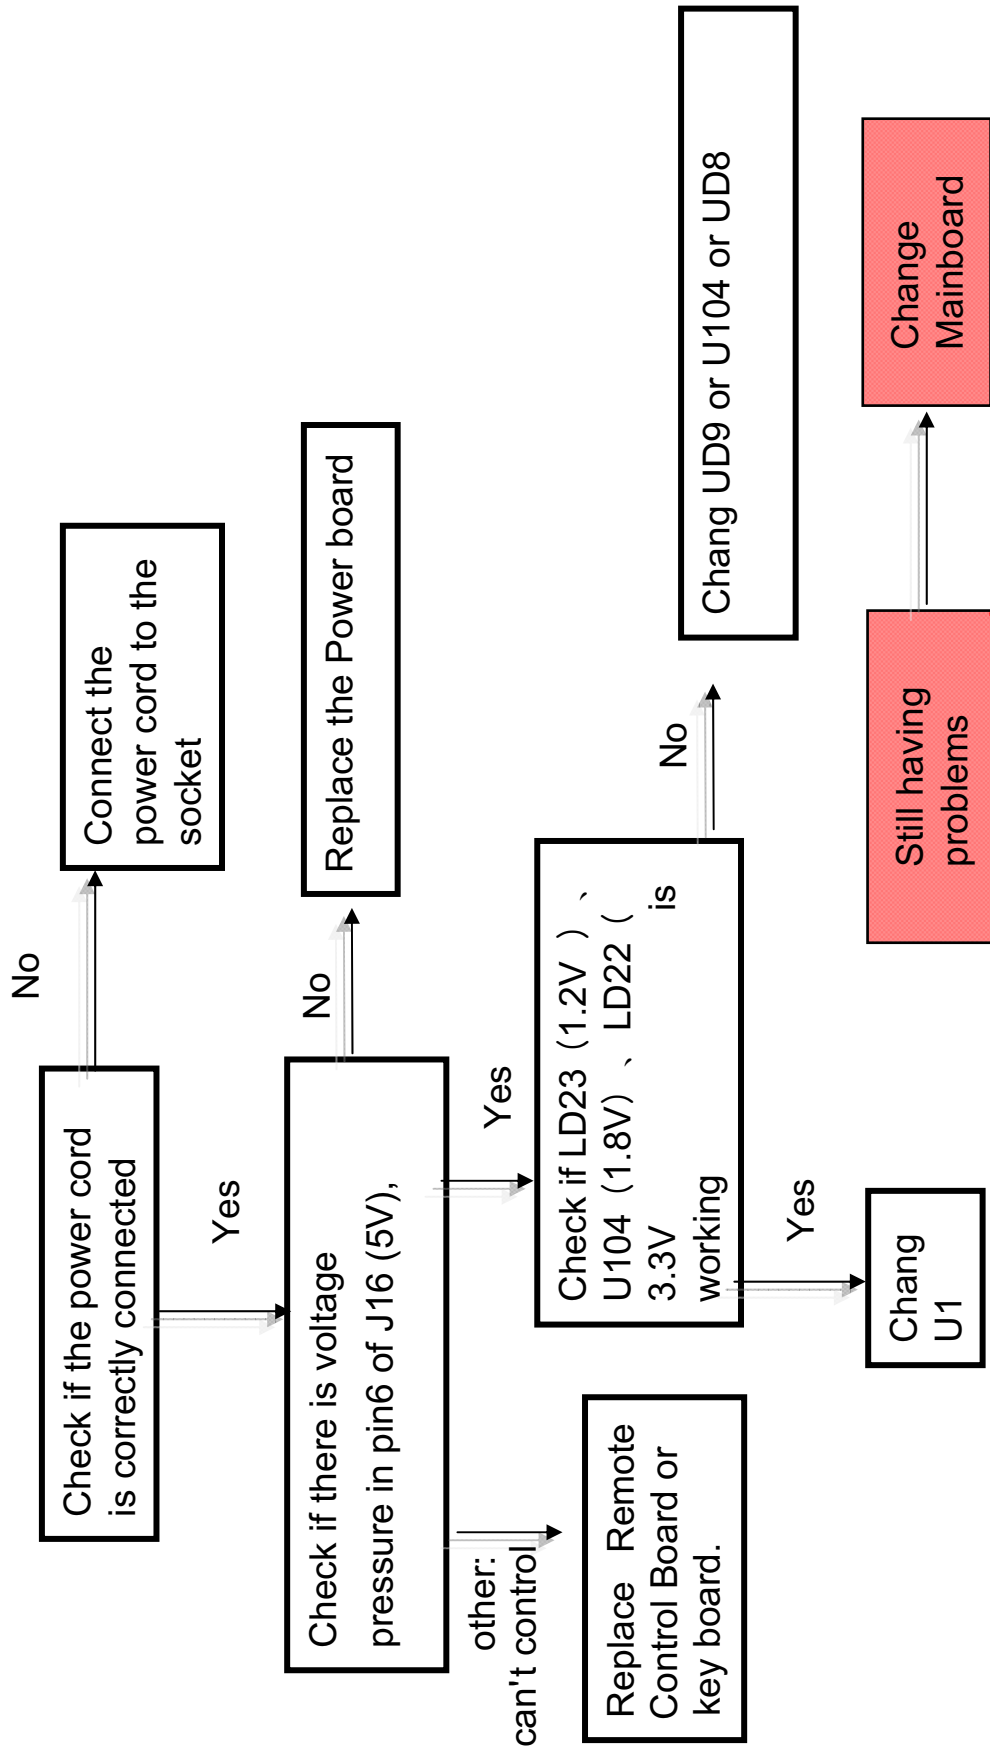 Check if the power cord
is correctly connected
No
Connect the
power cord to the
socket
Yes
Check if there is voltage
pressure in pin6 of J16 (5V),
No
Replace the Power board
other:
can't control
Yes
Replace Remote
Control Board or
key board.
Check if LD23（1.2V ）、
U104（1.8V）、LD22（
3.3V is
working
No
Chang UD9 or U104 or UD8
Yes
Chang
U1
Still having
problems
Change
Mainboard